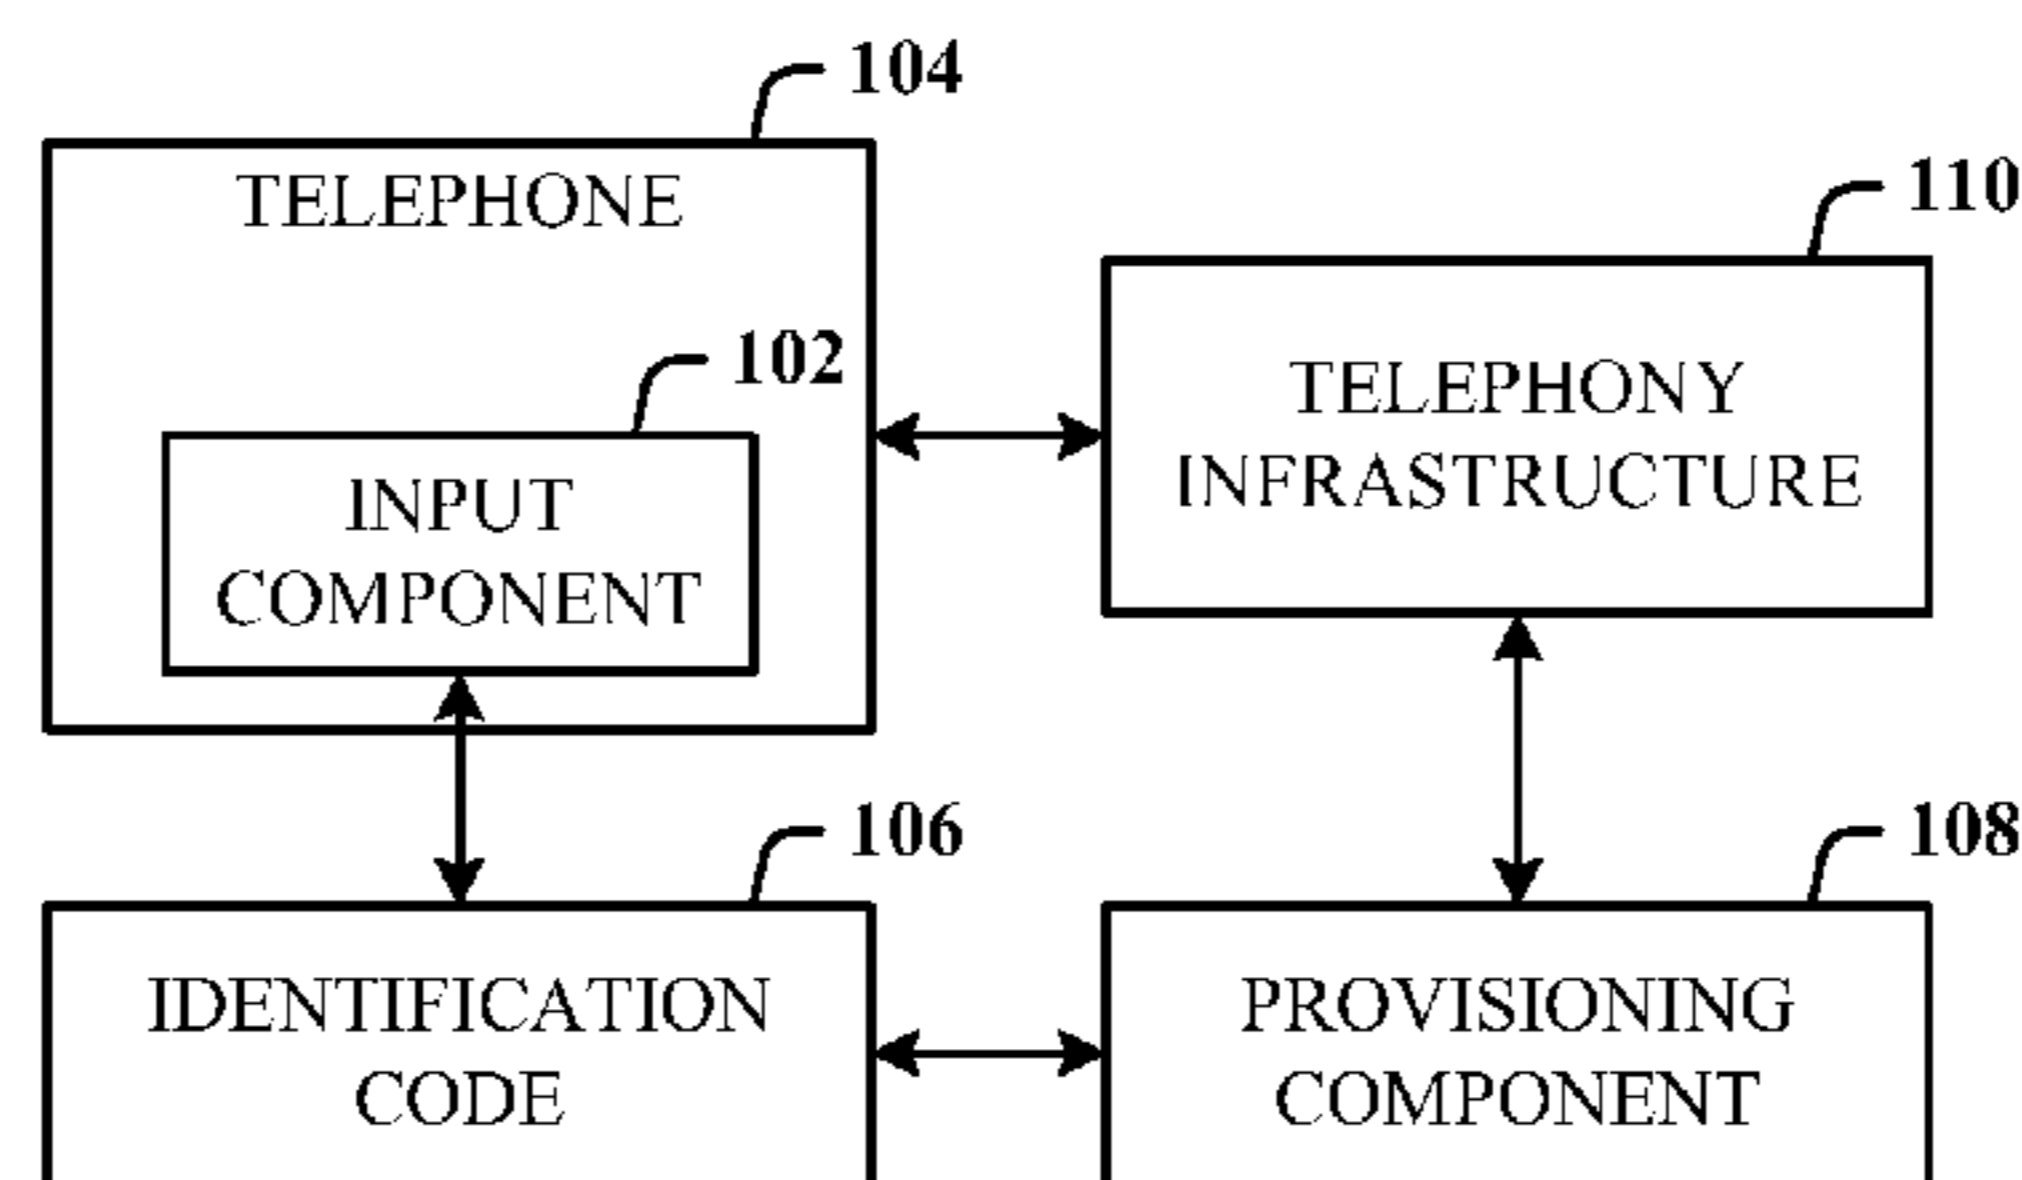 104
TELEPHONE
110
102
INPUT
COMPONENT
TELEPHONY
INFRASTRUCTURE
106
IDENTIFICATION
CODE
108
PROVISIONING
COMPONENT